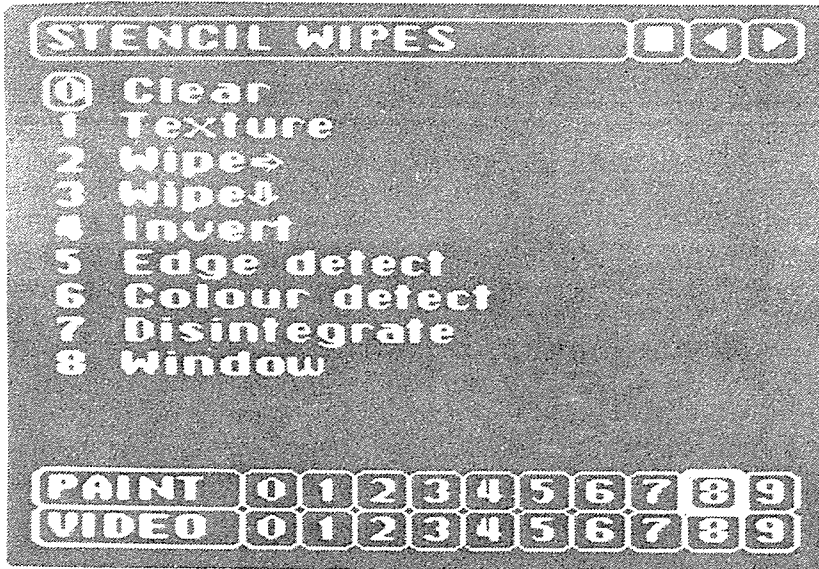 STENCIL WIPES
0 Clear
1 Texture
2 Wipe⇨
3 Wipe⇩
4 Invert
5 Edge detect
6 Colour detect
7 Disintegrate
8 Window
PAINT 0 1 2 3 4 5 6 7 8 9
VIDEO 0 1 2 3 4 5 6 7 8 9